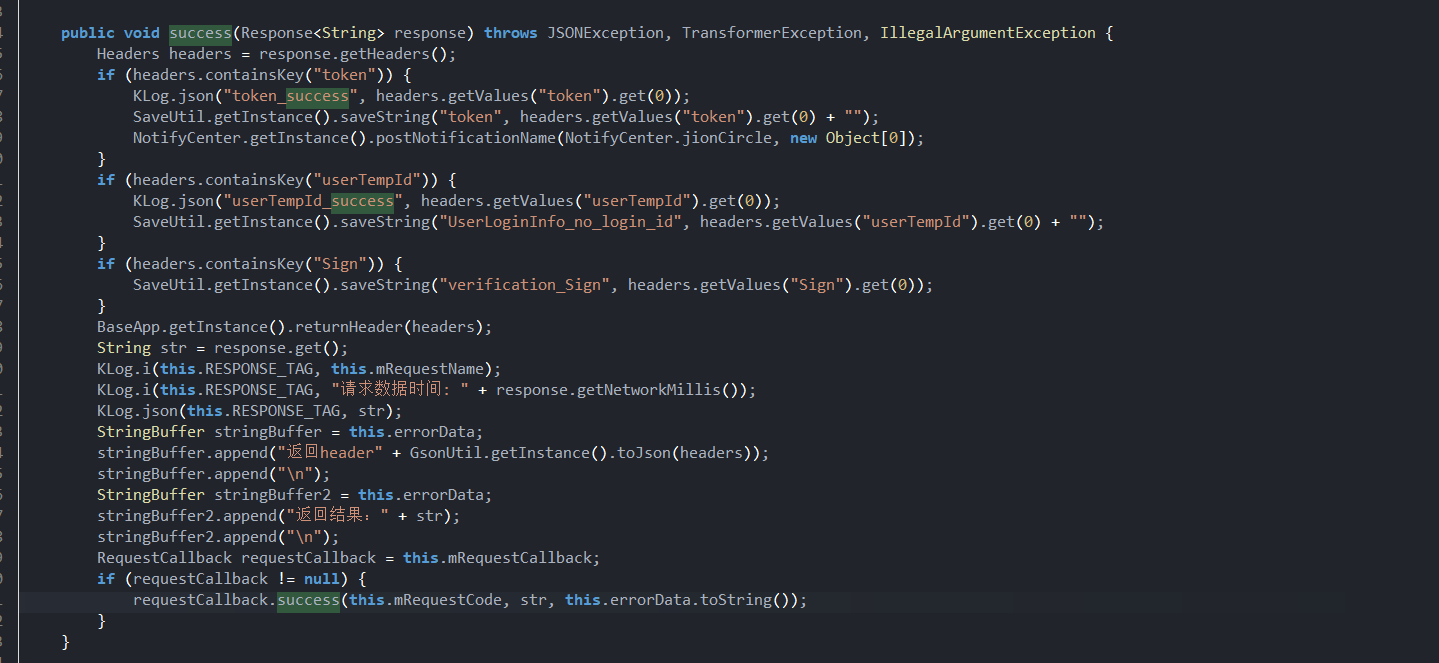 public void success(Response<String> response) throws JSONException, TransformerException, IllegalArgumentException {
Headers headers = response.getHeaders();
if (headers.containsKey("token")) {
KLog.json("token_success", headers.getValues("token").get(0));
SaveUtil.getInstance().saveString("token", headers.getValues("token").get(0) + "");
NotifyCenter.getInstance().postNotificationName(NotifyCenter.jionCircle, new Object[0]);
}
if (headers.containsKey("userTempId")) {
KLog.json("userTempId_success", headers.getValues("userTempId").get(0));
SaveUtil.getInstance().saveString("UserLoginInfo_no_login_id", headers.getValues("userTempId").get(0) + "");
}
if (headers.containsKey("Sign")) {
SaveUtil.getInstance().saveString("verification_Sign", headers.getValues("Sign").get(0));
}
BaseApp.getInstance().returnHeader(headers);
String str = response.get();
KLog.i(this.RESPONSE_TAG, this.mRequestName);
KLog.i(this.RESPONSE_TAG, "请求数据时间: " + response.getNetworkMillis());
KLog.json(this.RESPONSE_TAG, str);
StringBuffer stringBuffer = this.errorData;
stringBuffer.append("返回header" + GsonUtil.getInstance().toJson(headers));
stringBuffer.append("\n");
StringBuffer stringBuffer2 = this.errorData;
stringBuffer2.append("返回结果：" + str);
stringBuffer2.append("\n");
RequestCallback requestCallback = this.mRequestCallback;
if (requestCallback != null) {
requestCallback.success(this.mRequestCode, str, this.errorData.toString());
}
}